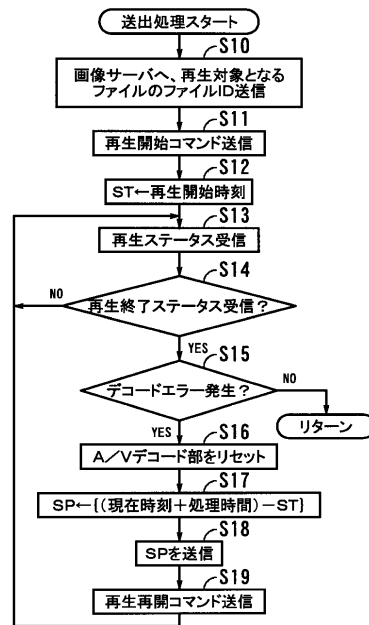 送出処理スタート
S10
画像サーバへ、再生対象となる
ファイルのファイルID送信
S11
再生開始コマンド送信
S12
ST←再生開始時刻
S13
再生ステータス受信
S14
NO
再生終了ステータス受信？
YES
S15
デコードエラー発生？
NO
リターン
YES
S16
A／Vデコード部をリセット
S17
SP←{(現在時刻＋処理時間)－ST}
S18
SPを送信
S19
再生再開コマンド送信